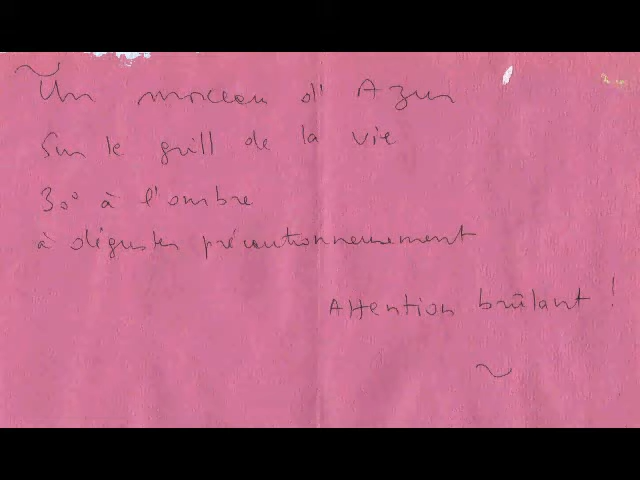 Un morceau d'Azur
Sur le grill de la vie
30° à l'ombre
à déguster précautionneusement
Attention brûlant !